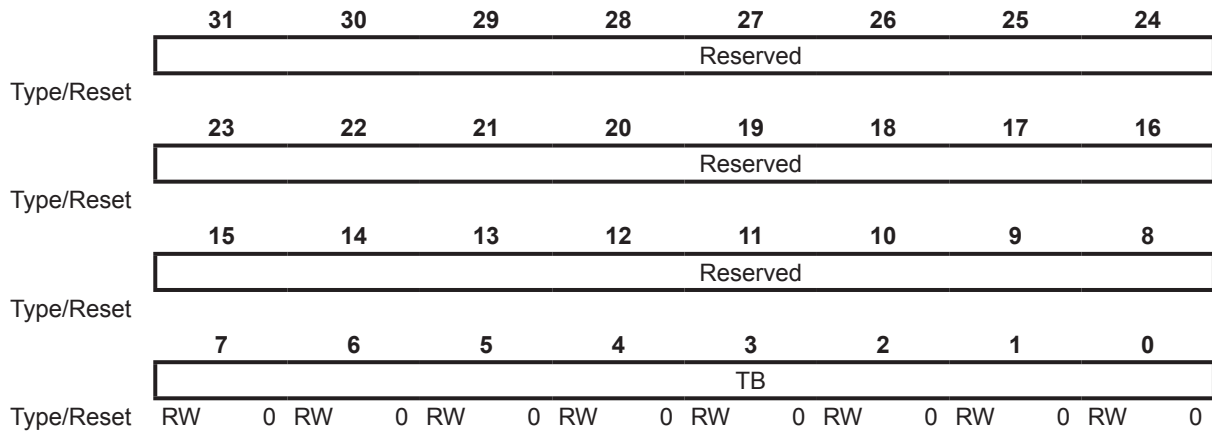 31 30 29 28 27 26 25 24
Reserved
Type/Reset
23 22 21 20 19 18 17 16
Reserved
Type/Reset
15 14 13 12 11 10 9 8
Reserved
Type/Reset
7 6 5 4 3 2 1 0
TB
Type/Reset RW 0 RW 0 RW 0 RW 0 RW 0 RW 0 RW 0 RW 0